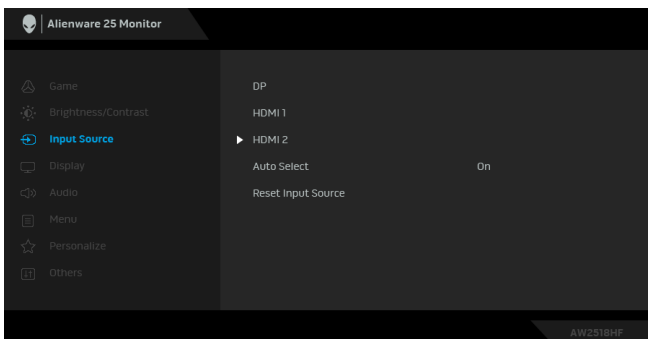 Alienware 25 Monitor
Game
DP
Brightness/Contrast
HDMI 1
Input Source
HDMI 2
Display
Auto Select On
Audio
Reset Input Source
Menu
Personalize
Others
AW2518HF